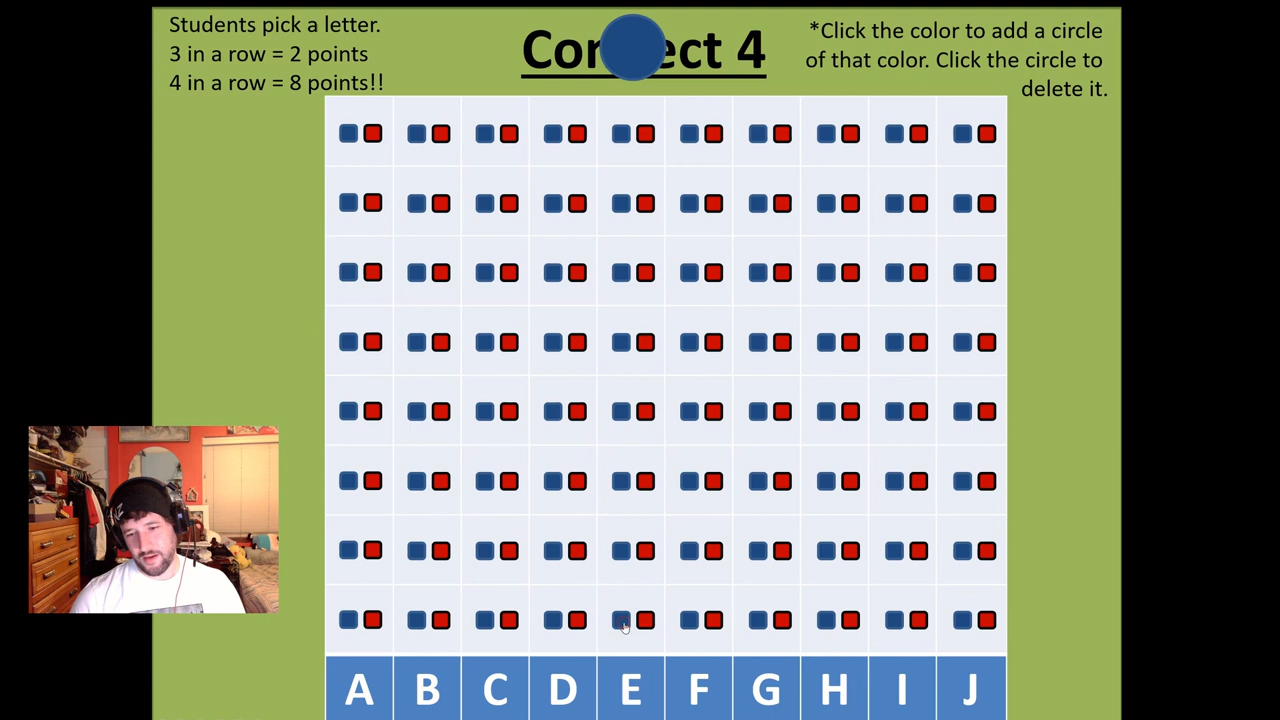 Students pick a letter.
3 in a row = 2 points
4 in a row = 8 points!!
ect 4
*Click the color to add a circle
of that color. Click the circle to
delete it.
A B C D E F G H I J